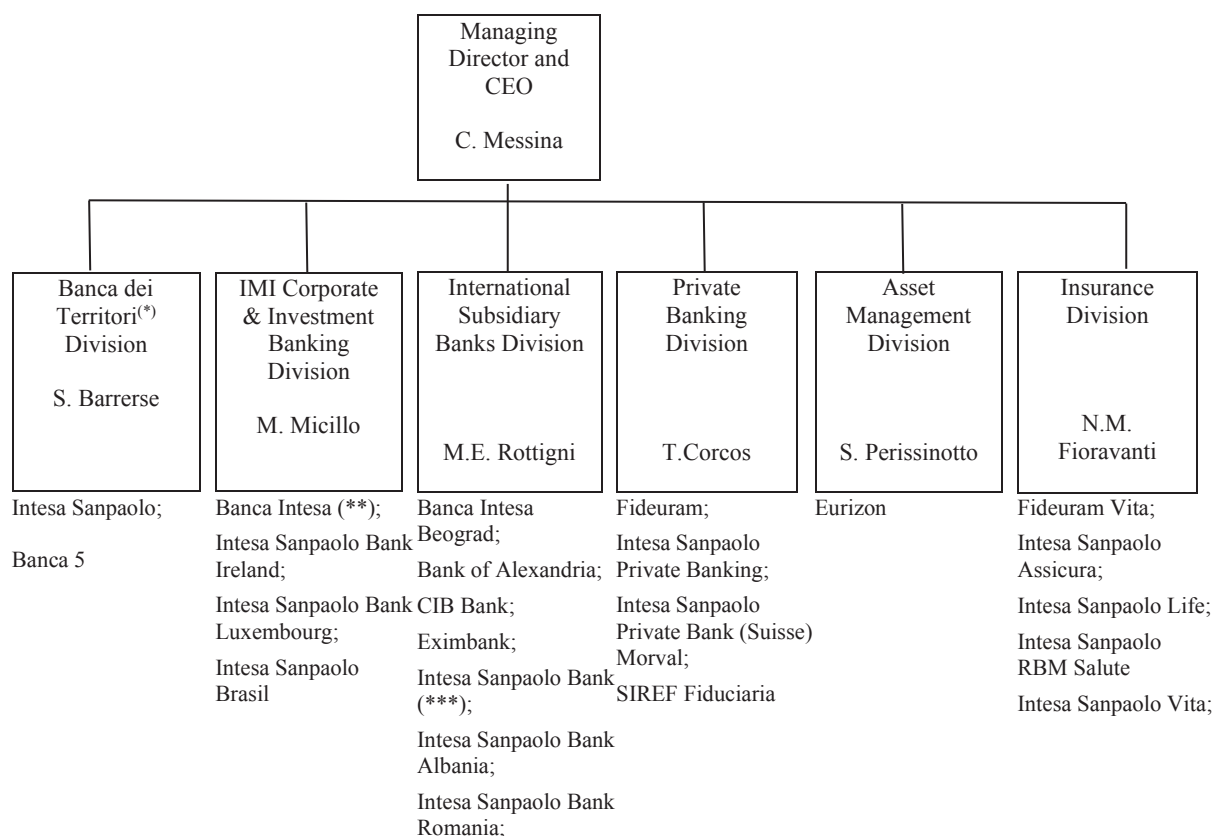 Managing
Director and
CEO
C. Messina
Banca dei
Territori(*)
Division
S. Barrerse
IMI Corporate
& Investment
Banking
Division
M. Micillo
International
Subsidiary
Banks Division
M.E. Rottigni
Private
Banking
Division
T.Corcos
Asset
Management
Division
S. Perissinotto
Insurance
Division
N.M.
Fioravanti
Intesa Sanpaolo;
Banca 5
Banca Intesa (**);
Intesa Sanpaolo Bank
Ireland;
Intesa Sanpaolo Bank
Luxembourg;
Intesa Sanpaolo
Brasil
Banca Intesa
Beograd;
Bank of Alexandria;
CIB Bank;
Eximbank;
Intesa Sanpaolo Bank
(***);
Intesa Sanpaolo Bank
Albania;
Intesa Sanpaolo Bank
Romania;
Fideuram;
Intesa Sanpaolo
Private Banking;
Intesa Sanpaolo
Private Bank (Suisse)
Morval;
SIREF Fiduciaria
Eurizon
Fideuram Vita;
Intesa Sanpaolo
Assicura;
Intesa Sanpaolo Life;
Intesa Sanpaolo
RBM Salute
Intesa Sanpaolo Vita;